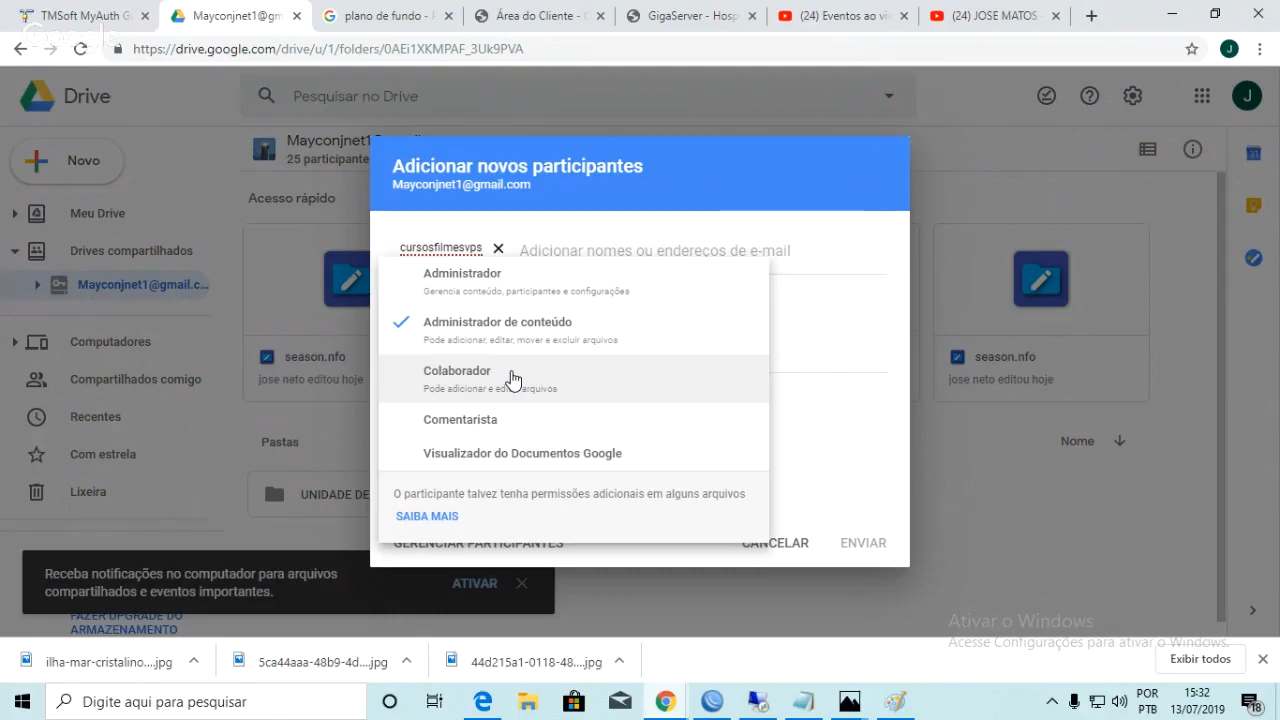 TMSoft MyAuth G
Mayconjnet1@gm
plano de fundo - P
Área do Cliente - C
GigaServer - Hosp
(24) Eventos ao viv
(24) JOSE MATOS -
https://drive.google.com/drive/u/1/folders/0AEi1XKMPAF_3Uk9PVA
J
Drive
Pesquisar no Drive
J
Novo
Meu Drive
Drives compartilhados
Mayconjnet1@gmail.c...
Computadores
Compartilhados comigo
Recentes
Com estrela
Lixeira
FAZER UPGRADE DO
ARMAZENAMENTO
Mayconjnet1@gmail.com
25 participante
Acesso rápido
season.nfo
jose neto editou hoje
season.nfo
jose neto editou hoje
Pastas
Nome
UNIDADE DE
Adicionar novos participantes
Mayconjnet1@gmail.com
cursosfilmesvps
Adicionar nomes ou endereços de e-mail
Administrador
Gerencia conteúdo, participantes e configurações
Administrador de conteúdo
Pode adicionar, editar, mover e excluir arquivos
Colaborador
Pode adicionar e edi arquivos
Comentarista
Visualizador do Documentos Google
O participante talvez tenha permissões adicionais em alguns arquivos
SAIBA MAIS
GERENCIAR PARTICIPANTES
CANCELAR
ENVIAR
Receba notificações no computador para arquivos
compartilhados e eventos importantes.
ATIVAR
Ativar o Windows
Acesse Configurações para ativar o Windows.
ilha-mar-cristalino....jpg
5ca44aaa-48b9-4d....jpg
44d215a1-0118-48....jpg
Exibir todos
Digite aqui para pesquisar
POR
PTB
15:32
13/07/2019
18